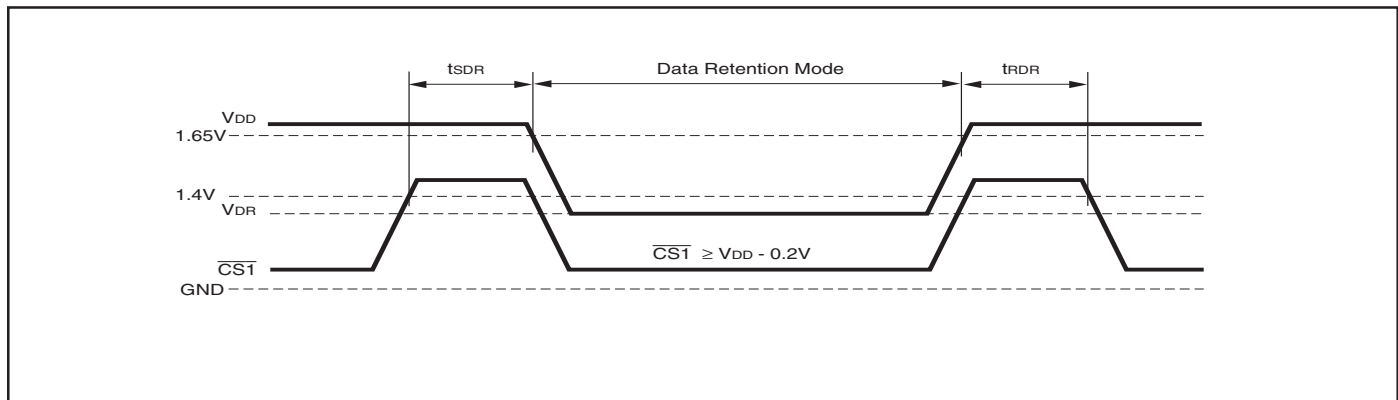 tSDR Data Retention Mode tRDR
VDD
1.65V
1.4V
VDR
CS1 ≥ VDD - 0.2V
CS1
GND